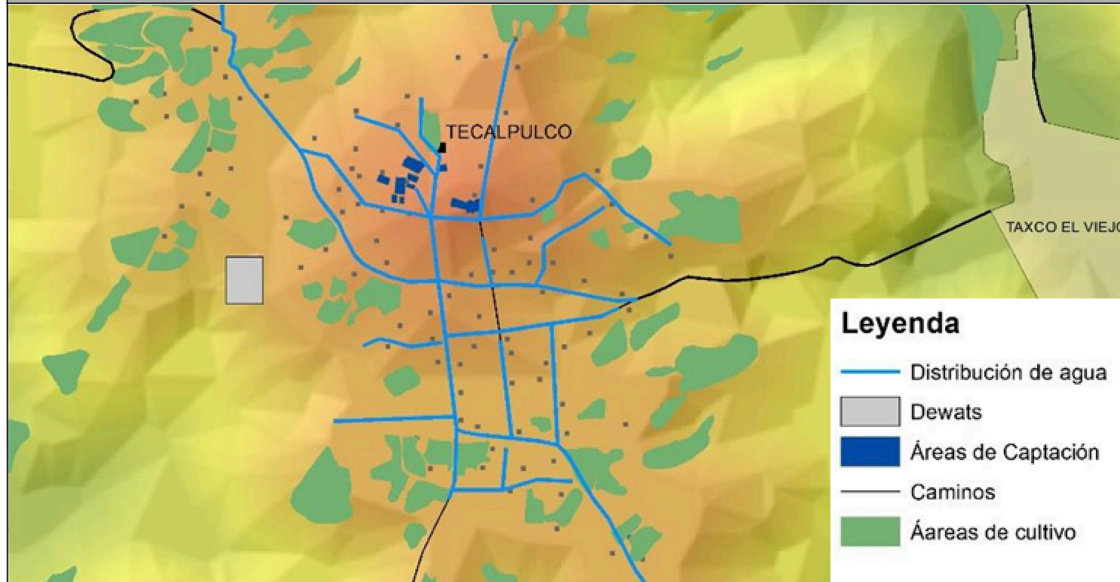 TECALPULCO
TAXCO EL VIEJO
Leyenda
Distribución de agua
Dewats
Áreas de Captación
Caminos
Áareas de cultivo